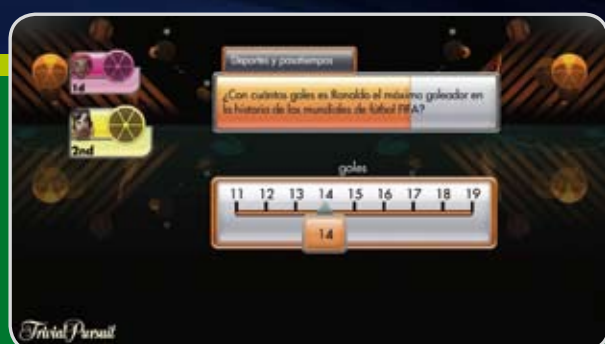 Deportes y pasatiempos
1st
¿Con cuántos goles es Ronaldo el máximo goleador en
la historia de los mundiales de fútbol FIFA?
2nd
goles
11 12 13 14 15 16 17 18 19
14
Trivial Pursuit